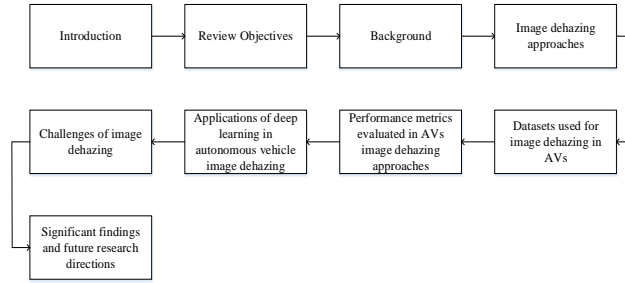 Introduction
Review Objectives
Background
Image dehazing
approaches
Datasets used for
image dehazing in
AVs
Performance metrics
evaluated in AVs
image dehazing
approaches
Applications of deep
learning in
autonomous vehicle
image dehazing
Challenges of image
dehazing
Significant findings
and future research
directions